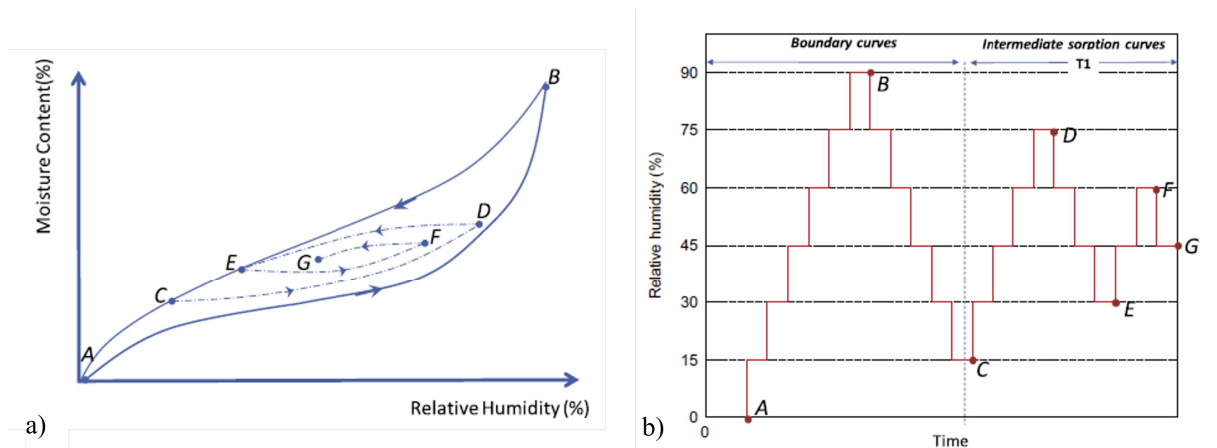 Moisture Content(%)
B
D
F
E
G
C
A
Relative Humidity (%)
a)
Boundary curves
Intermediate sorption curves
T1
90
B
75
D
60
F
45
G
30
E
15
C
0
A
0
Time
Relative humidity (%)
b)